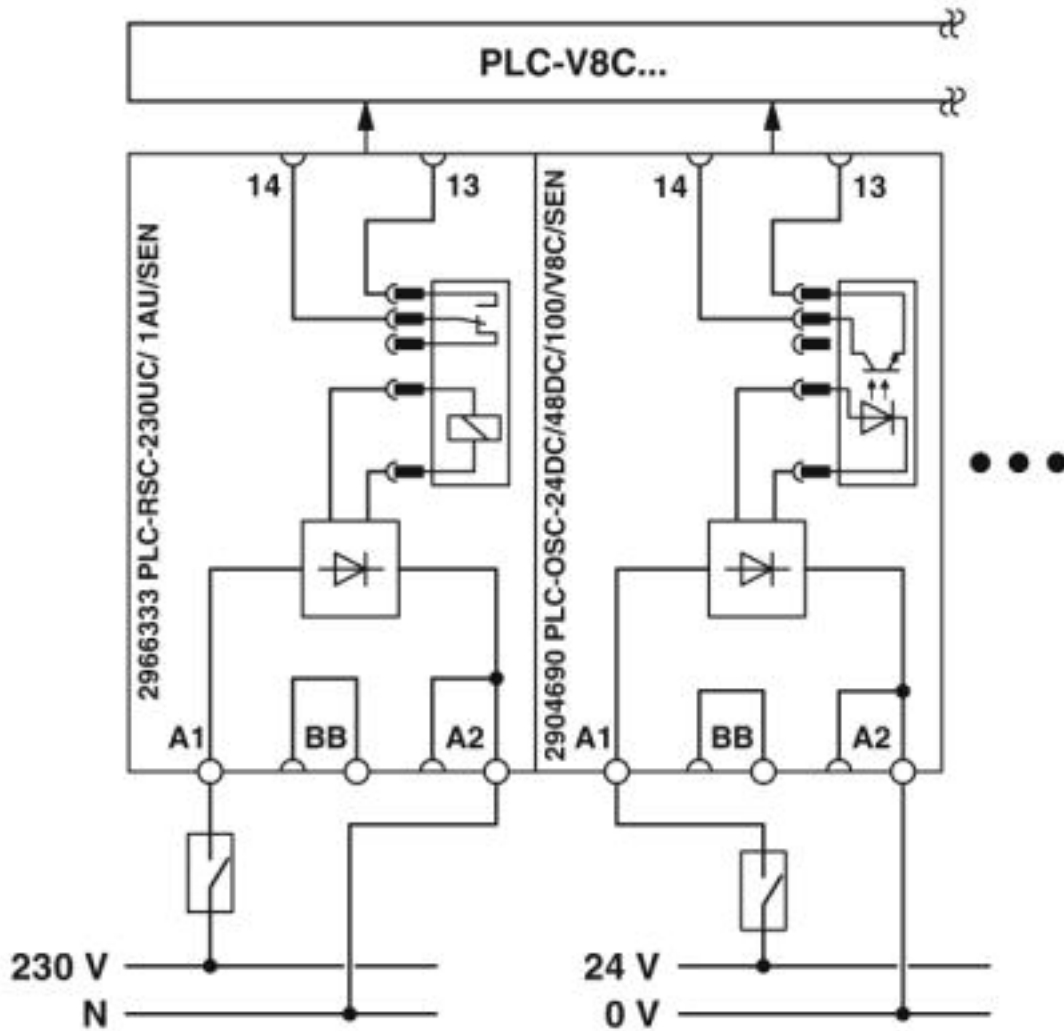 PLC-V8C...
14
13
14
13
2966333 PLC-RSC-230UC/ 1AU/SEN
2904690 PLC-OSC-24DC/48DC/100/V8C/SEN
A1
BB
A2
A1
BB
A2
230 V
24 V
N
0 V